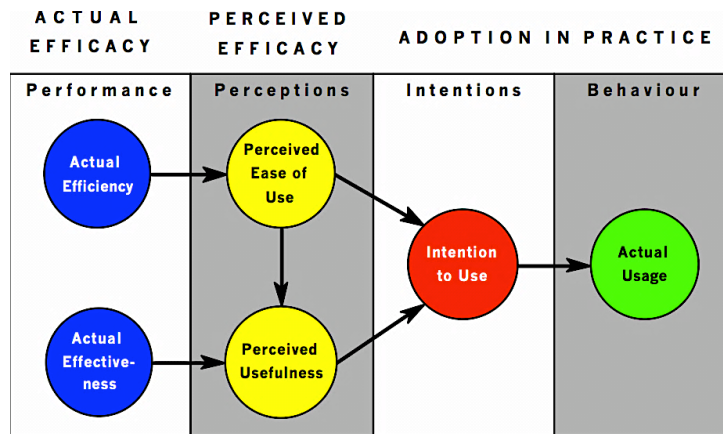 ACTUAL
EFFICACY
PERCEIVED
EFFICACY
ADOPTION IN PRACTICE
Performance
Perceptions
Intentions
Behaviour
Actual
Efficiency
Perceived
Ease of
Use
Intention
to Use
Actual
Usage
Actual
Effective-
ness
Perceived
Usefulness